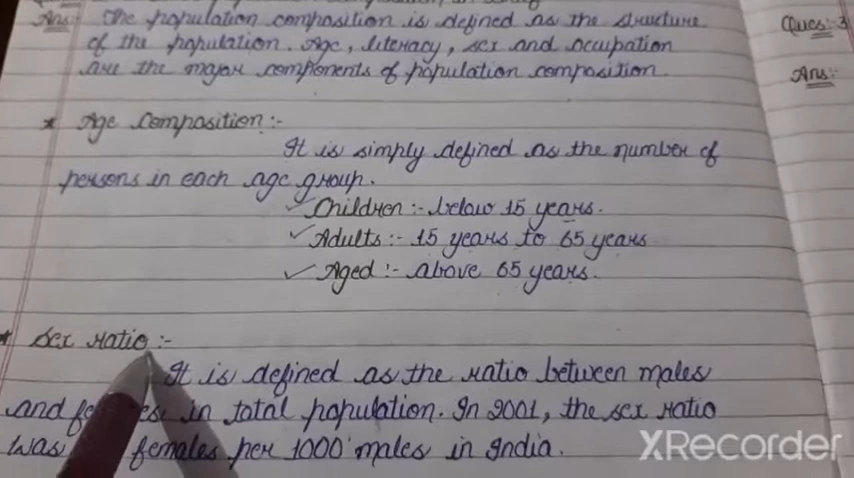 Ans: The population composition is defined as the structure
of the population. Age, literacy, sex and occupation
are the major components of population composition.
* Age Composition :-
It is simply defined as the number of
persons in each age group.
✓ Children :- below 15 years.
✓ Adults :- 15 years to 65 years
✓ Aged :- above 65 years.
* Sex ratio :-
It is defined as the ratio between males
and in total population. In 2001, the sex ratio
was females per 1000 males in India.
Ques:-3
Ans:-
XRecorder